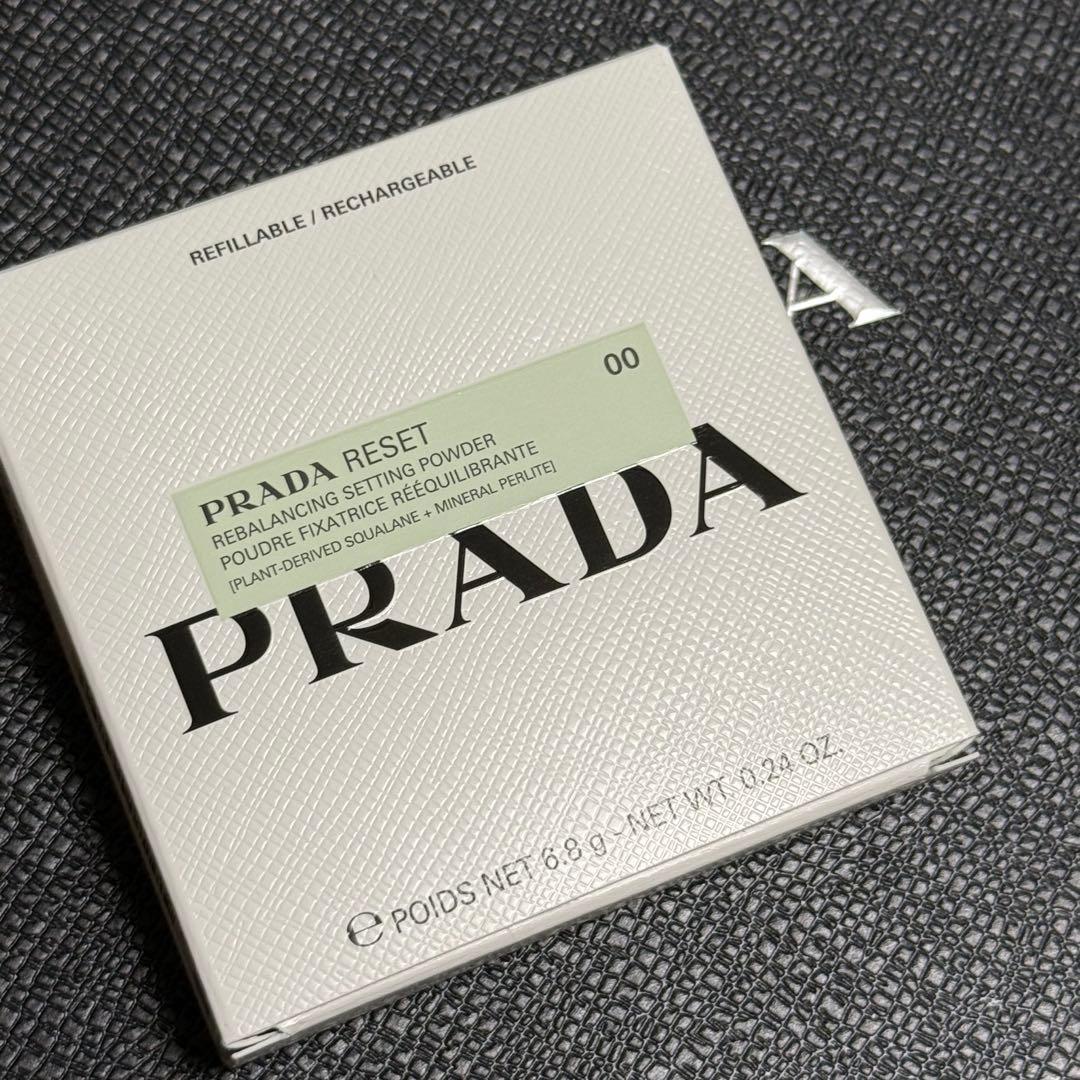 REFILLABLE / RECHARGEABLE
00
PRADA RESET
REBALANCING SETTING POWDER
POUDRE FIXATRICE RÉÉQUILIBRANTE
[PLANT-DERIVED SQUALANE + MINERAL PERLITE]
PRADA
℮ POIDS NET 6.8 g - NET WT. 0.24 OZ.
A